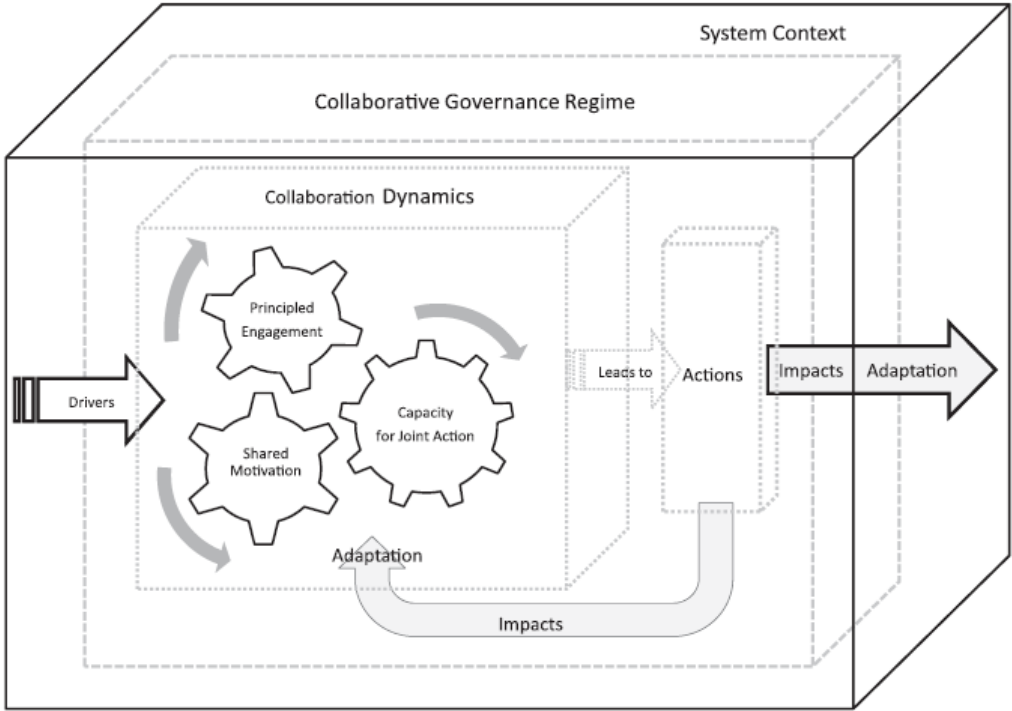 System Context
Collaborative Governance Regime
Collaboration Dynamics
Principled
Engagement
Drivers
Shared
Motivation
Capacity
for Joint Action
Leads to
Actions
Impacts
Adaptation
Adaptation
Impacts